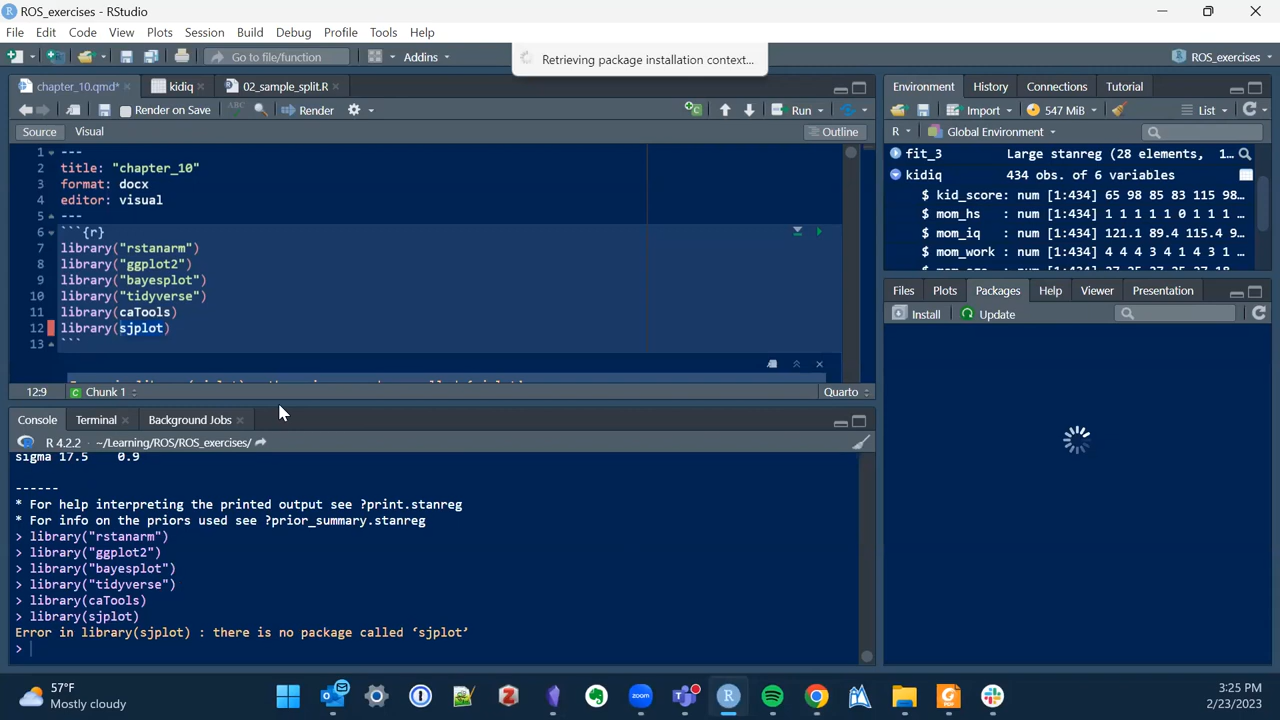 ROS_exercises - RStudio
File Edit Code View Plots Session Build Debug Profile Tools Help
Go to file/function
Addins
Retrieving package installation context...
ROS_exercises
chapter_10.qmd*
kidiq
02_sample_split.R
Render on Save
ABC
Render
Run
Source
Visual
Outline
1 ---
2 title: "chapter_10"
3 format: docx
4 editor: visual
5 ---
6 ```{r}
7 library("rstanarm")
8 library("ggplot2")
9 library("bayesplot")
10 library("tidyverse")
11 library(caTools)
12 library(sjplot)
13 ```
12:9
Chunk 1
Quarto
Console
Terminal
Background Jobs
R 4.2.2 · ~/Learning/ROS/ROS_exercises/
sigma 17.5 0.9
------
* For help interpreting the printed output see ?print.stanreg
* For info on the priors used see ?prior_summary.stanreg
> library("rstanarm")
> library("ggplot2")
> library("bayesplot")
> library("tidyverse")
> library(caTools)
> library(sjplot)
Error in library(sjplot) : there is no package called ‘sjplot’
>
Environment
History
Connections
Tutorial
Import
547 MiB
List
R
Global Environment
fit_3 Large stanreg (28 elements, 1…
kidiq 434 obs. of 6 variables
$ kid_score: num [1:434] 65 98 85 83 115 98…
$ mom_hs : num [1:434] 1 1 1 1 1 0 1 1 1 …
$ mom_iq : num [1:434] 121.1 89.4 115.4 9…
$ mom_work : num [1:434] 4 4 4 3 4 1 4 3 1 …
Files
Plots
Packages
Help
Viewer
Presentation
Install
Update
57°F
Mostly cloudy
3:25 PM
2/23/2023